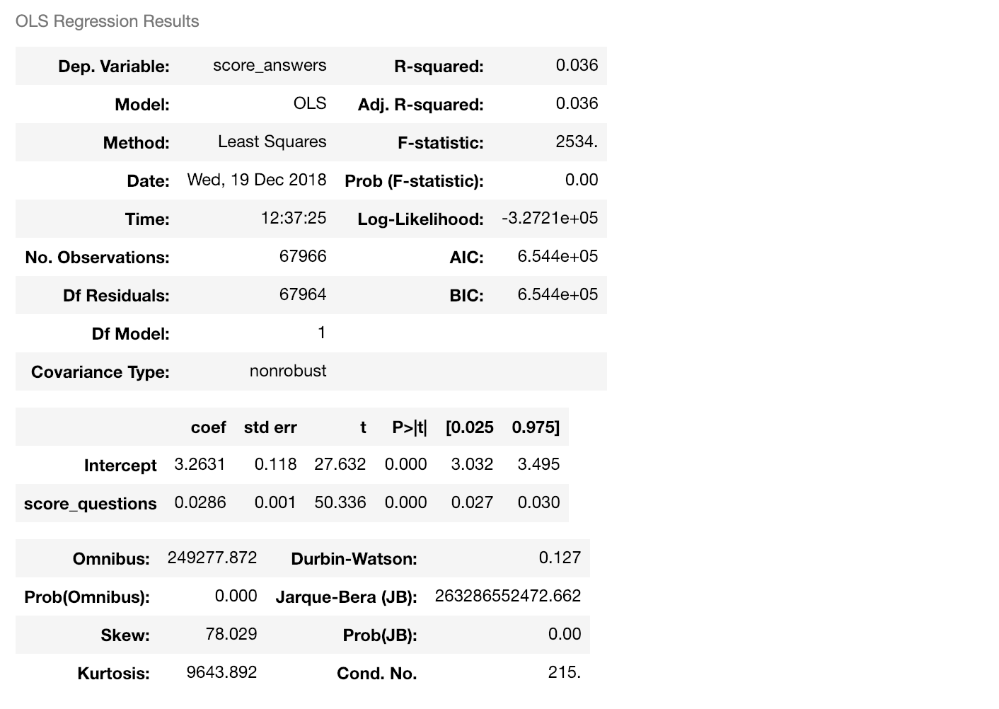 OLS Regression Results
Dep. Variable: score_answers R-squared: 0.036
Model: OLS Adj. R-squared: 0.036
Method: Least Squares F-statistic: 2534.
Date: Wed, 19 Dec 2018 Prob (F-statistic): 0.00
Time: 12:37:25 Log-Likelihood: -3.2721e+05
No. Observations: 67966 AIC: 6.544e+05
Df Residuals: 67964 BIC: 6.544e+05
Df Model: 1
Covariance Type: nonrobust
coef std err t P>|t| [0.025 0.975]
Intercept 3.2631 0.118 27.632 0.000 3.032 3.495
score_questions 0.0286 0.001 50.336 0.000 0.027 0.030
Omnibus: 249277.872 Durbin-Watson: 0.127
Prob(Omnibus): 0.000 Jarque-Bera (JB): 263286552472.662
Skew: 78.029 Prob(JB): 0.00
Kurtosis: 9643.892 Cond. No. 215.